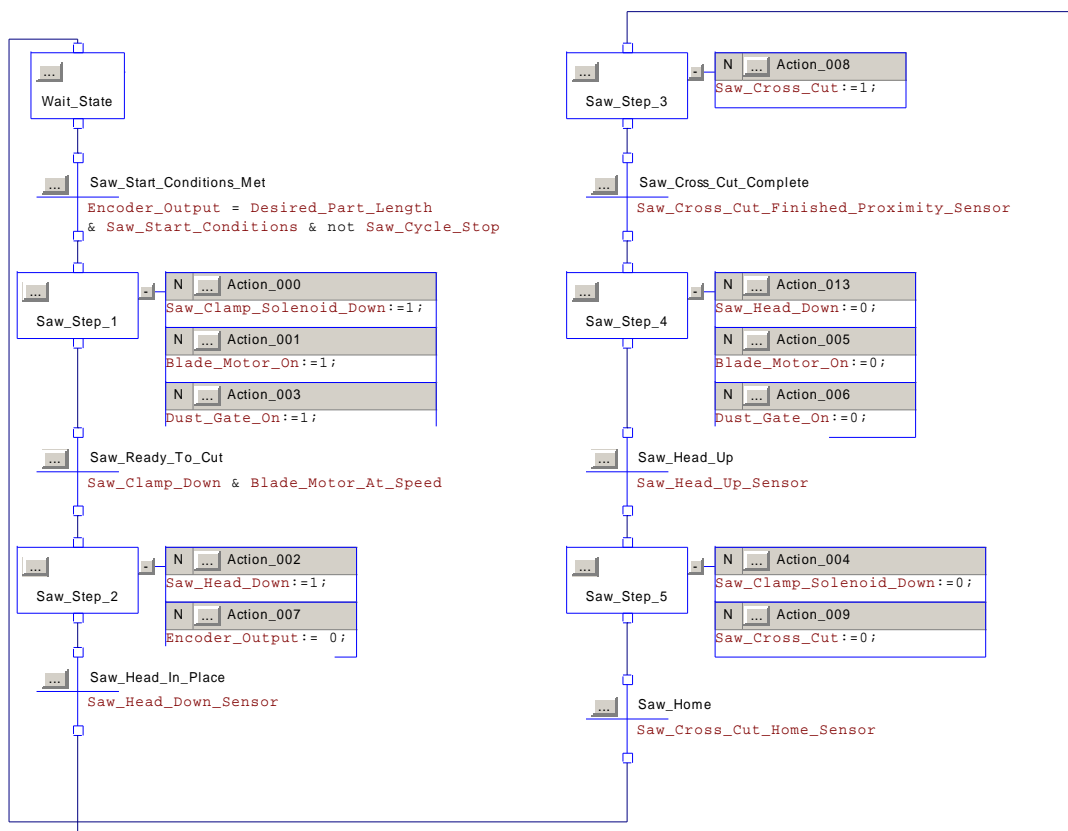 ...
Wait_State
...
Saw_Start_Conditions_Met
Encoder_Output = Desired_Part_Length
& Saw_Start_Conditions & not Saw_Cycle_Stop
...
Saw_Step_1
-
N ... Action_000
Saw_Clamp_Solenoid_Down:=1;
N ... Action_001
Blade_Motor_On:=1;
N ... Action_003
Dust_Gate_On:=1;
...
Saw_Ready_To_Cut
Saw_Clamp_Down & Blade_Motor_At_Speed
...
Saw_Step_2
-
N ... Action_002
Saw_Head_Down:=1;
N ... Action_007
Encoder_Output:= 0;
...
Saw_Head_In_Place
Saw_Head_Down_Sensor
...
Saw_Step_3
-
N ... Action_008
Saw_Cross_Cut:=1;
...
Saw_Cross_Cut_Complete
Saw_Cross_Cut_Finished_Proximity_Sensor
...
Saw_Step_4
-
N ... Action_013
Saw_Head_Down:=0;
N ... Action_005
Blade_Motor_On:=0;
N ... Action_006
Dust_Gate_On:=0;
...
Saw_Head_Up
Saw_Head_Up_Sensor
...
Saw_Step_5
-
N ... Action_004
Saw_Clamp_Solenoid_Down:=0;
N ... Action_009
Saw_Cross_Cut:=0;
...
Saw_Home
Saw_Cross_Cut_Home_Sensor